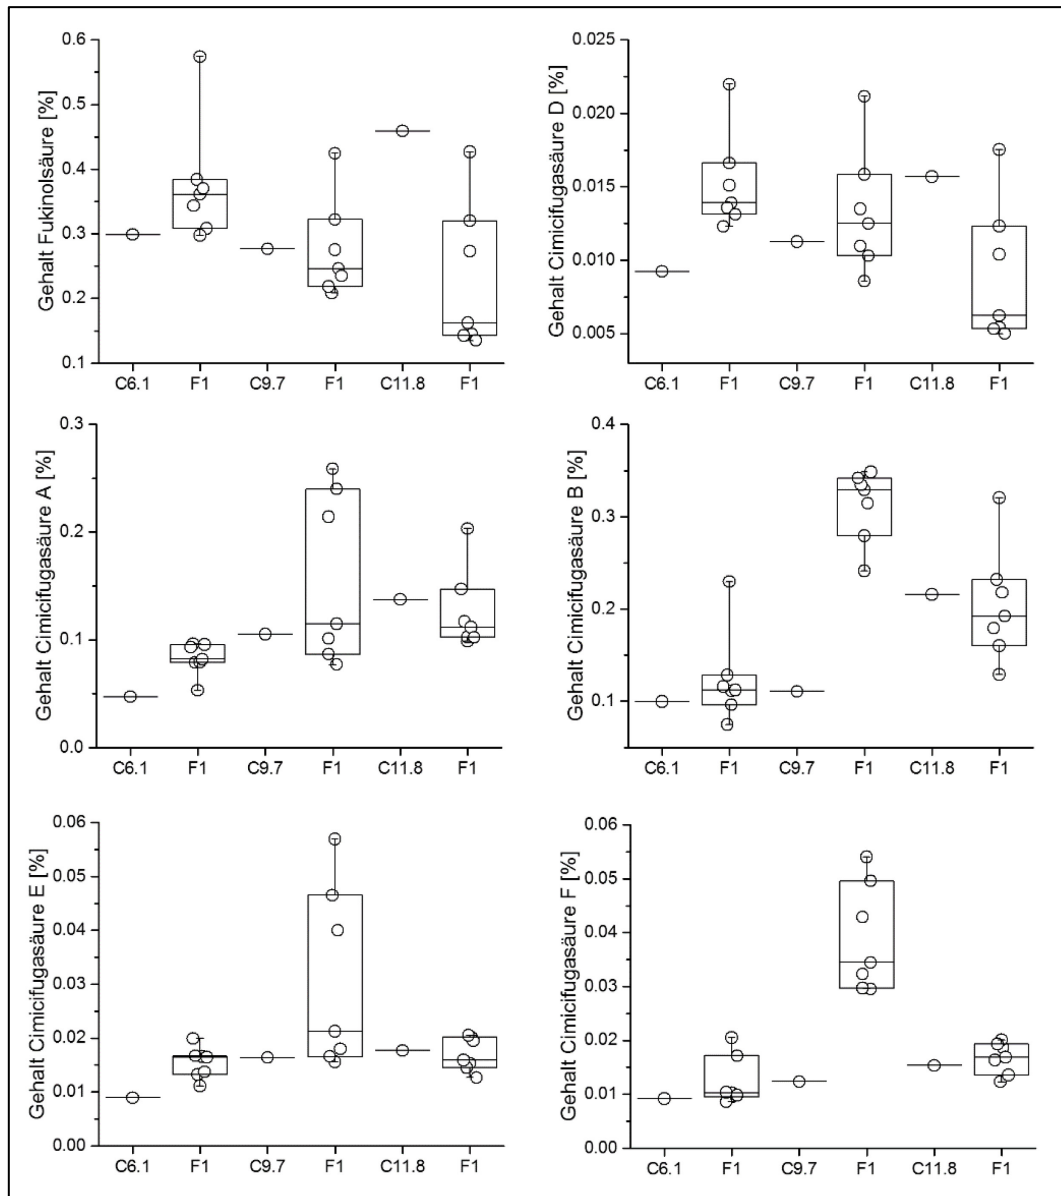 Gehalt Fukinolsäure [%]
0.6
0.5
0.4
0.3
0.2
0.1
C6.1 F1 C9.7 F1 C11.8 F1
Gehalt Cimicifugasäure D [%]
0.025
0.020
0.015
0.010
0.005
C6.1 F1 C9.7 F1 C11.8 F1
Gehalt Cimicifugasäure A [%]
0.3
0.2
0.1
0.0
C6.1 F1 C9.7 F1 C11.8 F1
Gehalt Cimicifugasäure B [%]
0.4
0.3
0.2
0.1
C6.1 F1 C9.7 F1 C11.8 F1
Gehalt Cimicifugasäure E [%]
0.06
0.05
0.04
0.03
0.02
0.01
0.00
C6.1 F1 C9.7 F1 C11.8 F1
Gehalt Cimicifugasäure F [%]
0.06
0.05
0.04
0.03
0.02
0.01
0.00
C6.1 F1 C9.7 F1 C11.8 F1